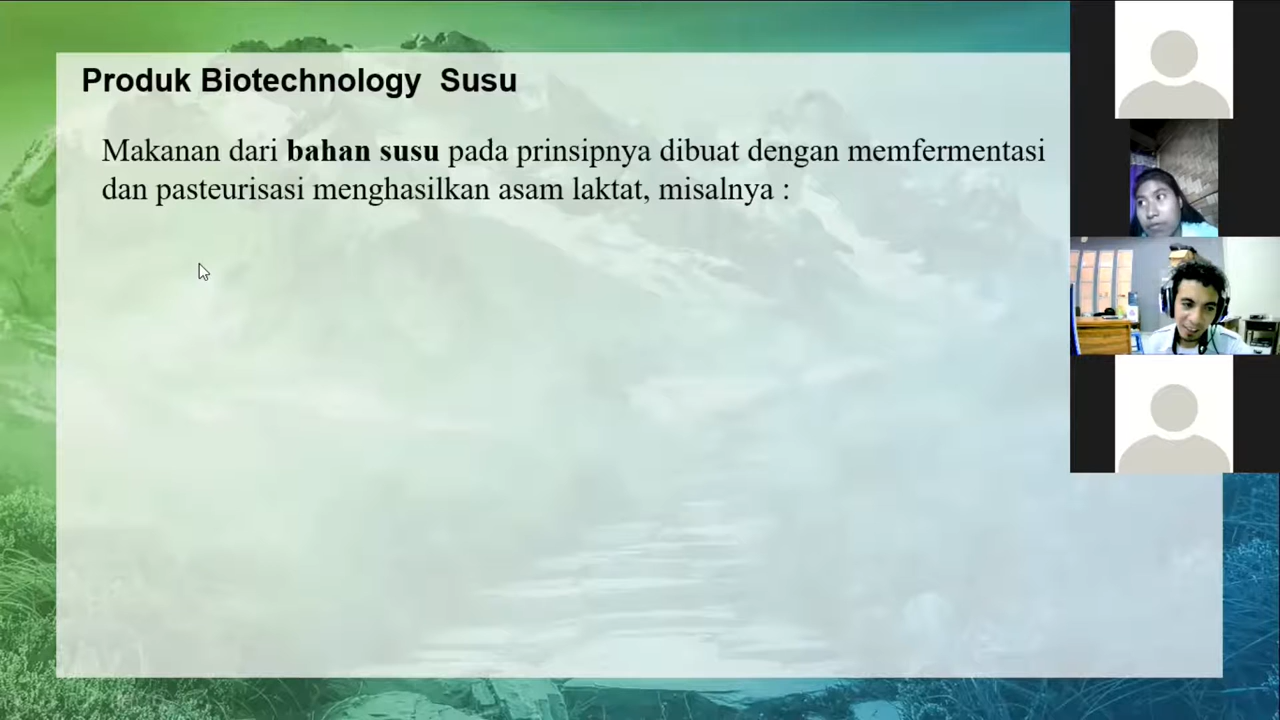 Produk Biotechnology  Susu
Makanan dari bahan susu pada prinsipnya dibuat dengan memfermentasi
dan pasteurisasi menghasilkan asam laktat, misalnya :